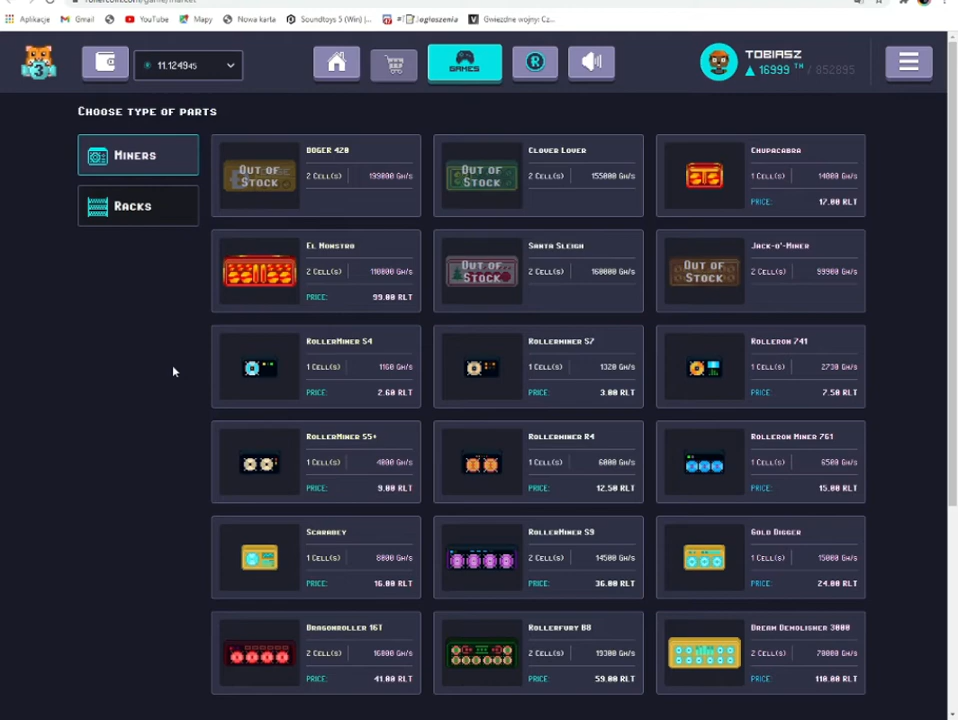 Aplikacje
Gmail
YouTube
Mapy
Nowa karta
Soundtoys 5 (Win) |...
ogłoszenia
Gwiezdne wojny: Cz...
3
11.124945
GAMES
TOBIASZ
16999 TH / 852895
CHOOSE TYPE OF PARTS
MINERS
RACKS
OUT OF STOCK
DOGER 420
2 CELL(S) 199000 GH/S
OUT OF STOCK
CLOVER LOVER
2 CELL(S) 155000 GH/S
CHUPACABRA
1 CELL(S) 14000 GH/S
PRICE: 17.00 RLT
EL MONSTRO
2 CELL(S) 110000 GH/S
PRICE: 99.00 RLT
OUT OF STOCK
SANTA SLEIGH
2 CELL(S) 160000 GH/S
OUT OF STOCK
JACK-O'-MINER
2 CELL(S) 99900 GH/S
ROLLERMINER S4
1 CELL(S) 1160 GH/S
PRICE: 2.60 RLT
ROLLERMINER S7
1 CELL(S) 1320 GH/S
PRICE: 3.00 RLT
ROLLERON 741
1 CELL(S) 2730 GH/S
PRICE: 7.50 RLT
ROLLERMINER S5+
1 CELL(S) 4000 GH/S
PRICE: 9.00 RLT
ROLLERMINER R4
1 CELL(S) 6000 GH/S
PRICE: 12.50 RLT
ROLLERON MINER 761
1 CELL(S) 6500 GH/S
PRICE: 15.00 RLT
SCARABEY
1 CELL(S) 8000 GH/S
PRICE: 16.00 RLT
ROLLERMINER S9
2 CELL(S) 14500 GH/S
PRICE: 36.00 RLT
GOLD DIGGER
1 CELL(S) 15000 GH/S
PRICE: 24.00 RLT
DRAGONROLLER 16T
2 CELL(S) 16000 GH/S
PRICE: 41.00 RLT
ROLLERFURY B8
2 CELL(S) 19300 GH/S
PRICE: 59.00 RLT
DREAM DEMOLISHER 3000
2 CELL(S) 70000 GH/S
PRICE: 110.00 RLT